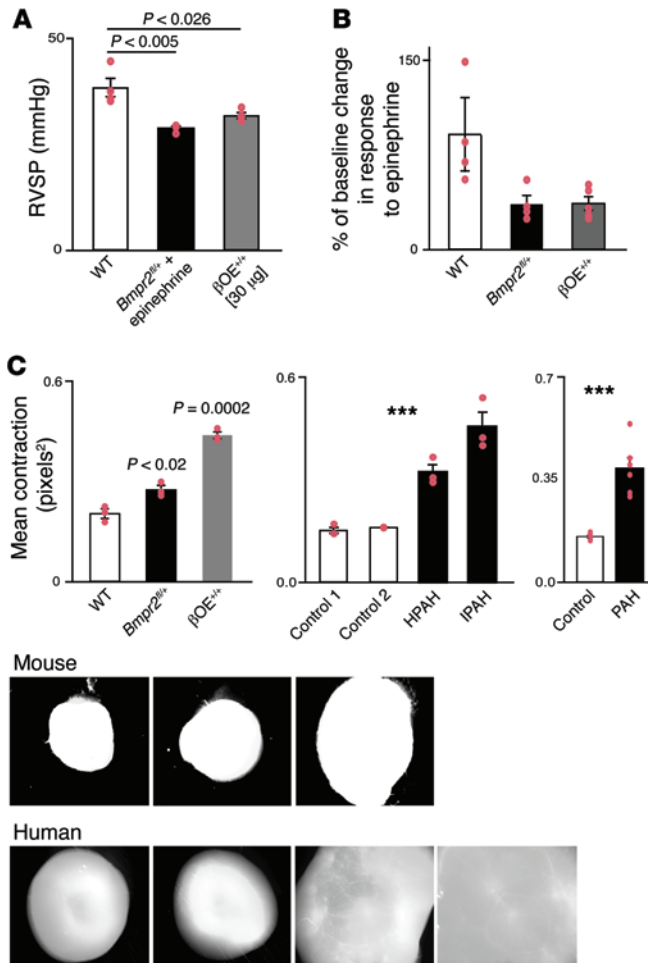 A
P < 0.026
P < 0.005
RVSP (mmHg)
50
0
WT
Bmpr2fl/+ +
epinephrine
βOE+/+
[30 µg]
B
% of baseline change
in response
to epinephrine
150
0
WT
Bmpr2fl/+
βOE+/+
C
Mean contraction
(pixels²)
0.6
0
P < 0.02
P = 0.0002
WT
Bmpr2fl/+
βOE+/+
0.6
0.0
***
Control 1
Control 2
HPAH
IPAH
0.7
0.35
0.0
***
Control
PAH
Mouse
Human